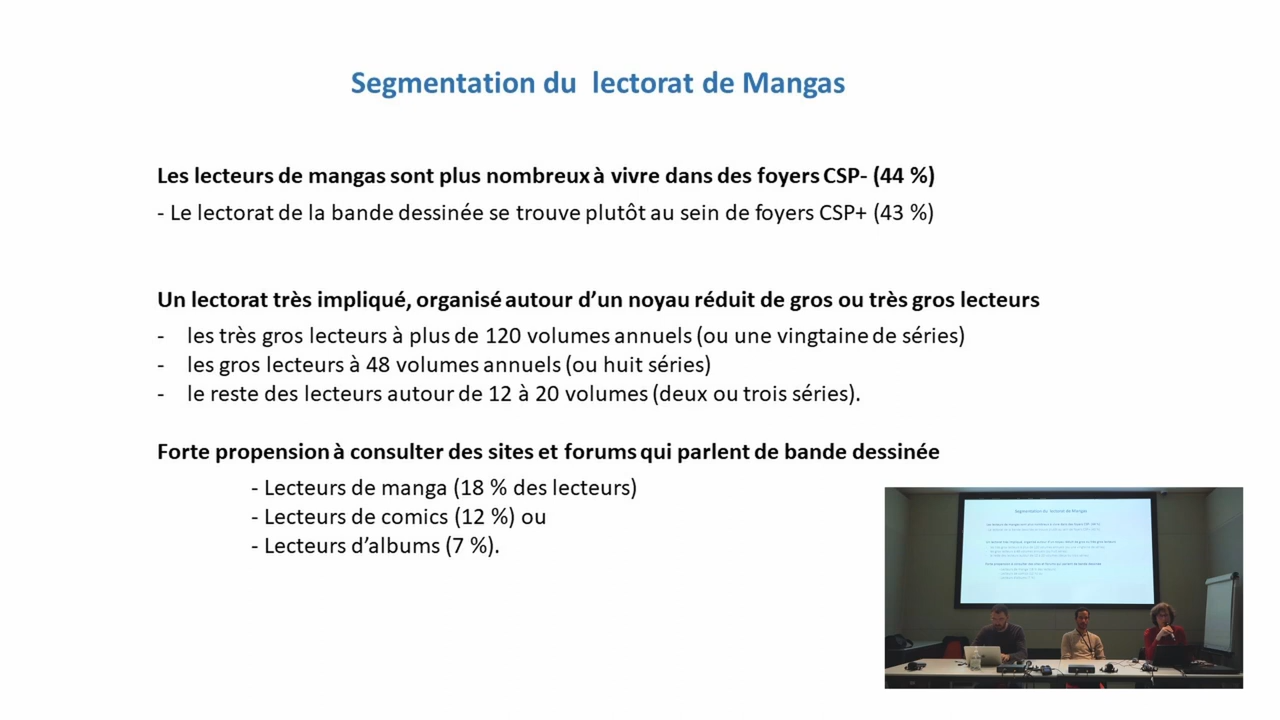 Segmentation du lectorat de Mangas
Les lecteurs de mangas sont plus nombreux à vivre dans des foyers CSP- (44 %)
- Le lectorat de la bande dessinée se trouve plutôt au sein de foyers CSP+ (43 %)
Un lectorat très impliqué, organisé autour d’un noyau réduit de gros ou très gros lecteurs
- les très gros lecteurs à plus de 120 volumes annuels (ou une vingtaine de séries)
- les gros lecteurs à 48 volumes annuels (ou huit séries)
- le reste des lecteurs autour de 12 à 20 volumes (deux ou trois séries).
Forte propension à consulter des sites et forums qui parlent de bande dessinée
- Lecteurs de manga (18 % des lecteurs)
- Lecteurs de comics (12 %) ou
- Lecteurs d’albums (7 %).
Segmentation du lectorat de Mangas